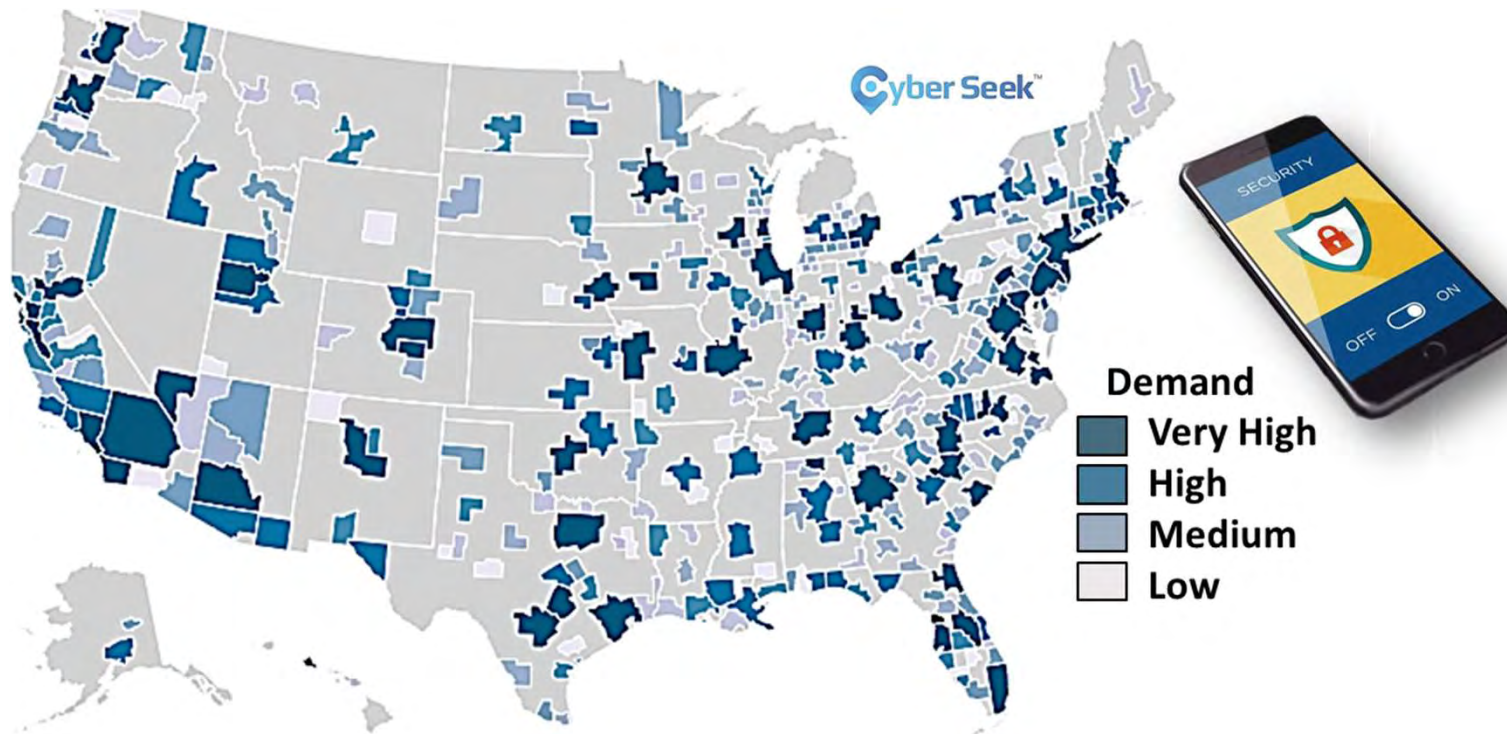 Cyber Seek™
SECURITY
OFF
ON
Demand
Very High
High
Medium
Low